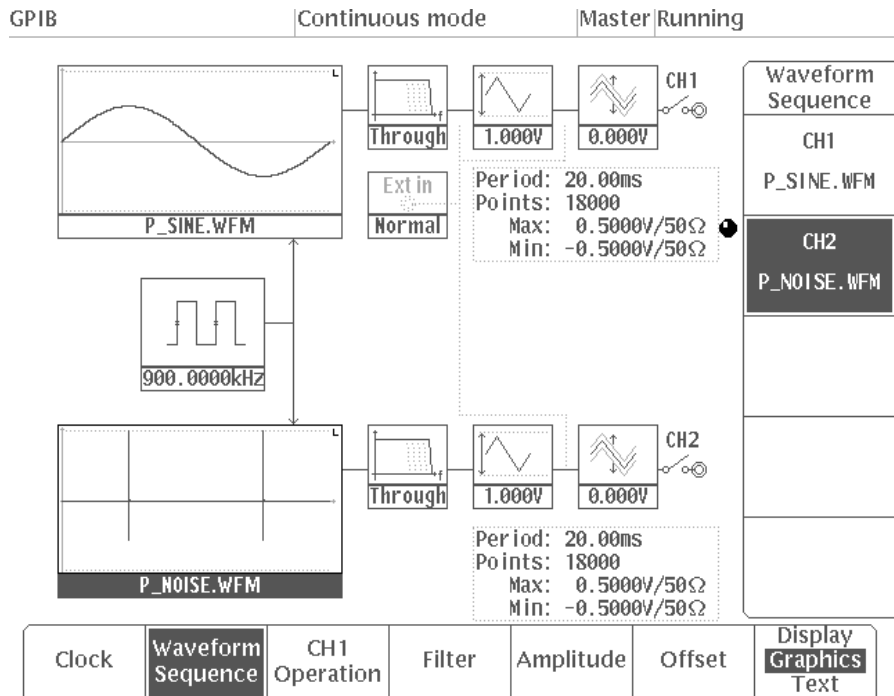 GPIB Continuous mode Master Running
L
f
Through
1.000V
0.000V
CH1
P_SINE.WFM
Ext in
Normal
Period: 20.00ms
Points: 18000
Max: 0.5000V/50Ω
Min: -0.5000V/50Ω
900.0000kHz
L
f
Through
1.000V
0.000V
CH2
P_NOISE.WFM
Period: 20.00ms
Points: 18000
Max: 0.5000V/50Ω
Min: -0.5000V/50Ω
Waveform
Sequence
CH1
P_SINE.WFM
CH2
P_NOISE.WFM
Clock
Waveform
Sequence
CH1
Operation
Filter
Amplitude
Offset
Display
Graphics
Text